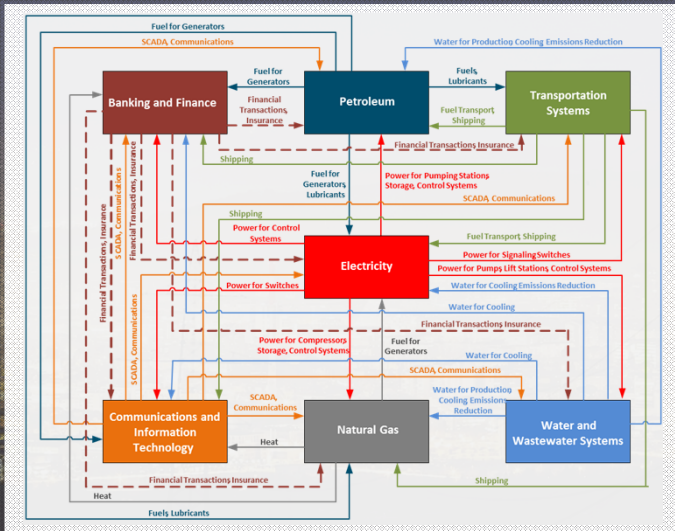 Fuel for Generators
SCADA, Communications
Water for Production Cooling Emissions Reduction
Banking and Finance
Fuel for
Generators
Petroleum
Fuels,
Lubricants
Transportation
Systems
Financial
Transactions,
Insurance
Fuel Transport,
Shipping
Financial Transactions, Insurance
Shipping
Fuel for
Generators,
Lubricants
Power for Pumping Stations,
Storage, Control Systems
SCADA, Communications
Financial Transactions, Insurance
SCADA, Communications
Financial Transactions, Insurance
Shipping
Power for Control
Systems
Fuel Transport, Shipping
Electricity
Power for Signaling Switches
Power for Pumps, Lift Stations, Control Systems
Power for Switches
Water for Cooling Emissions Reduction
Water for Cooling
Financial Transactions, Insurance
SCADA, Communications
Power for Compressors,
Storage, Control Systems
Fuel for
Generators
Water for Cooling
SCADA, Communications
SCADA,
Communications
Water for Production
Cooling Emissions
Reduction
Communications and
Information
Technology
Natural Gas
Water and
Wastewater Systems
Heat
Financial Transactions, Insurance
Shipping
Heat
Fuels, Lubricants